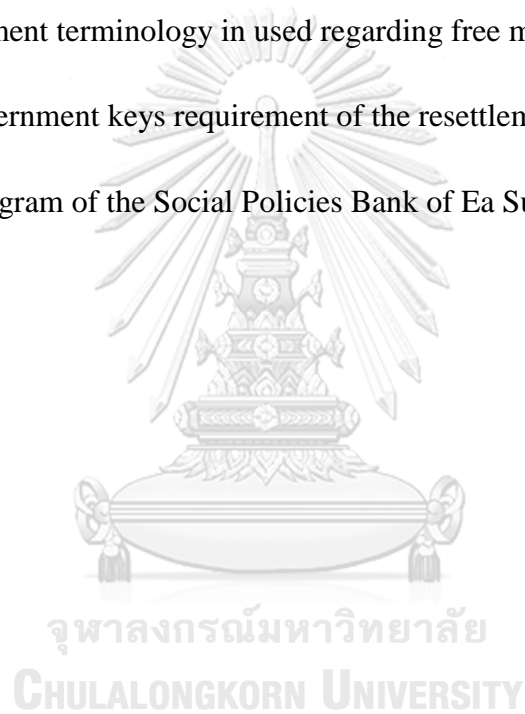 ment terminology in used regarding free m
ernment keys requirement of the resettlem
gram of the Social Policies Bank of Ea Su
จุฬาลงกรณ์มหาวิทยาลัย
CHULALONGKORN UNIVERSITY